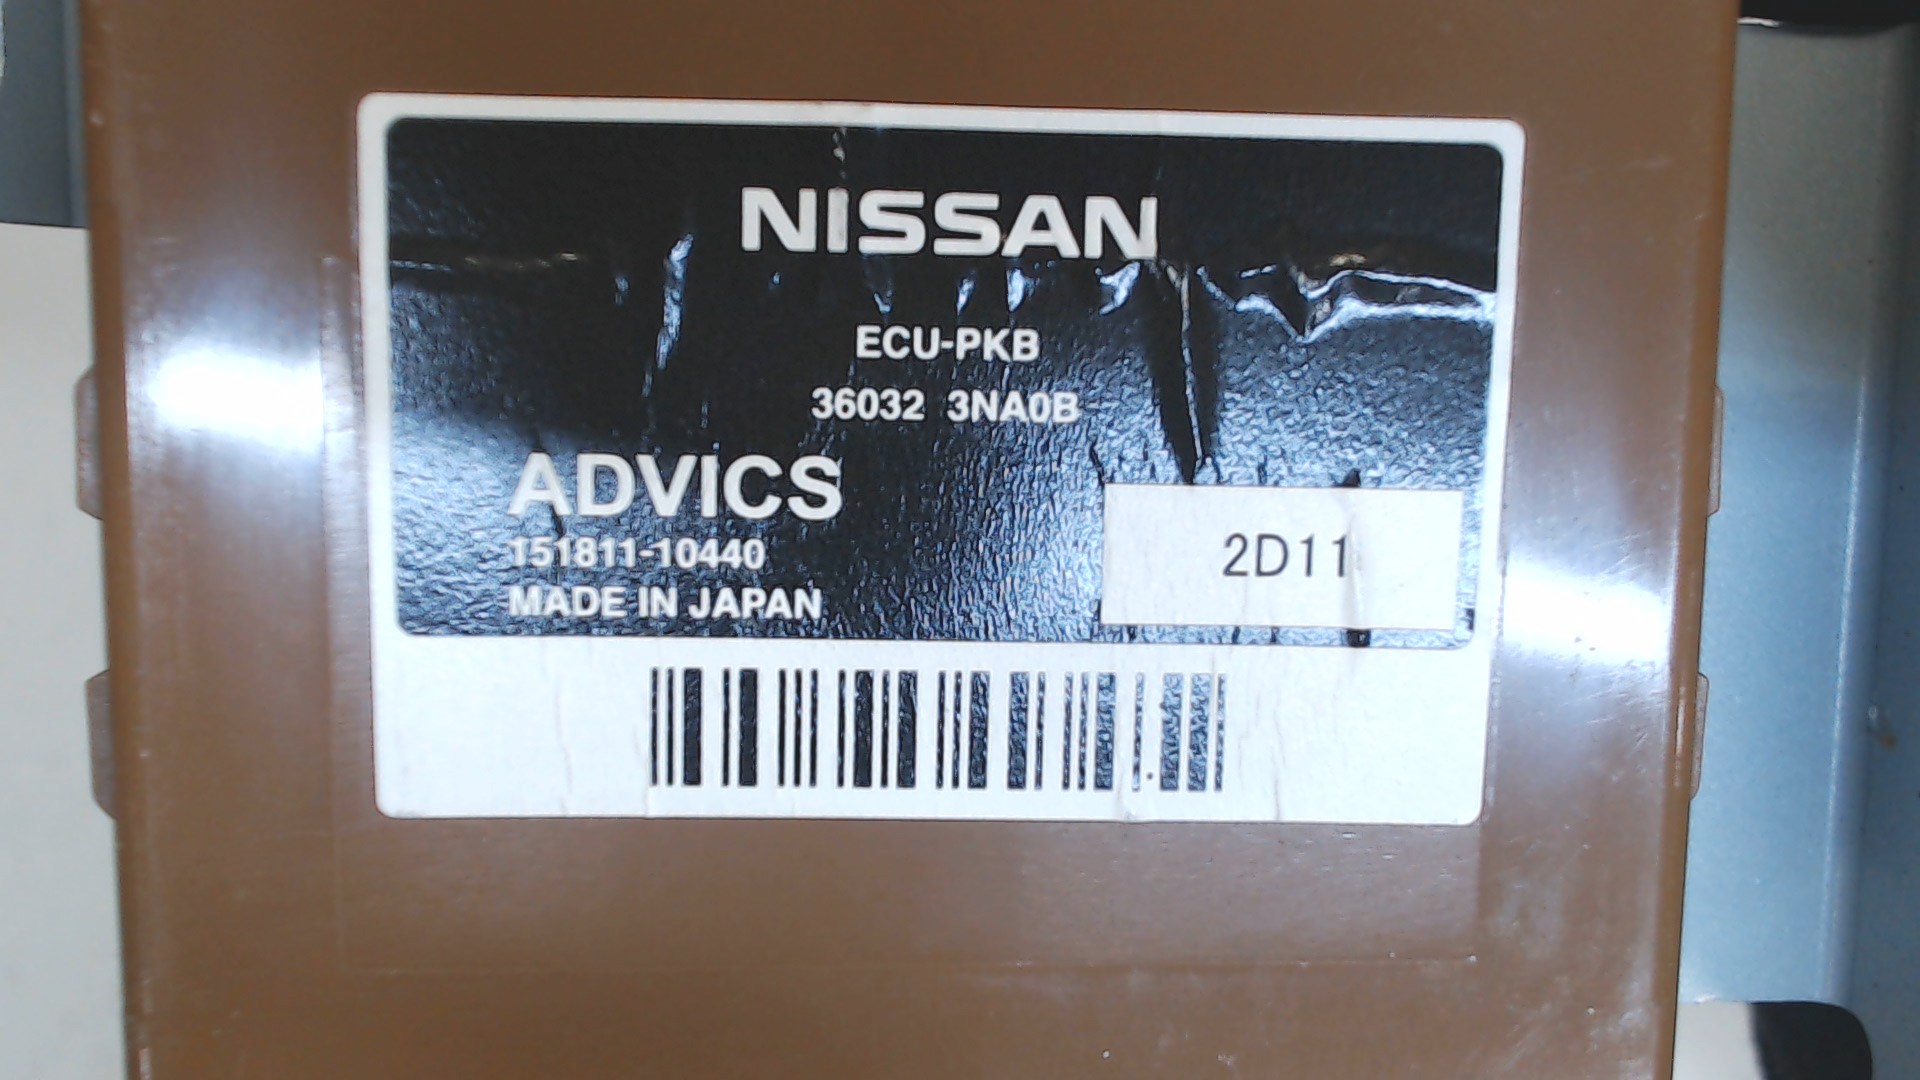 NISSAN
ECU-PKB
36032 3NA0B
ADVICS
151811-10440
MADE IN JAPAN
2D11